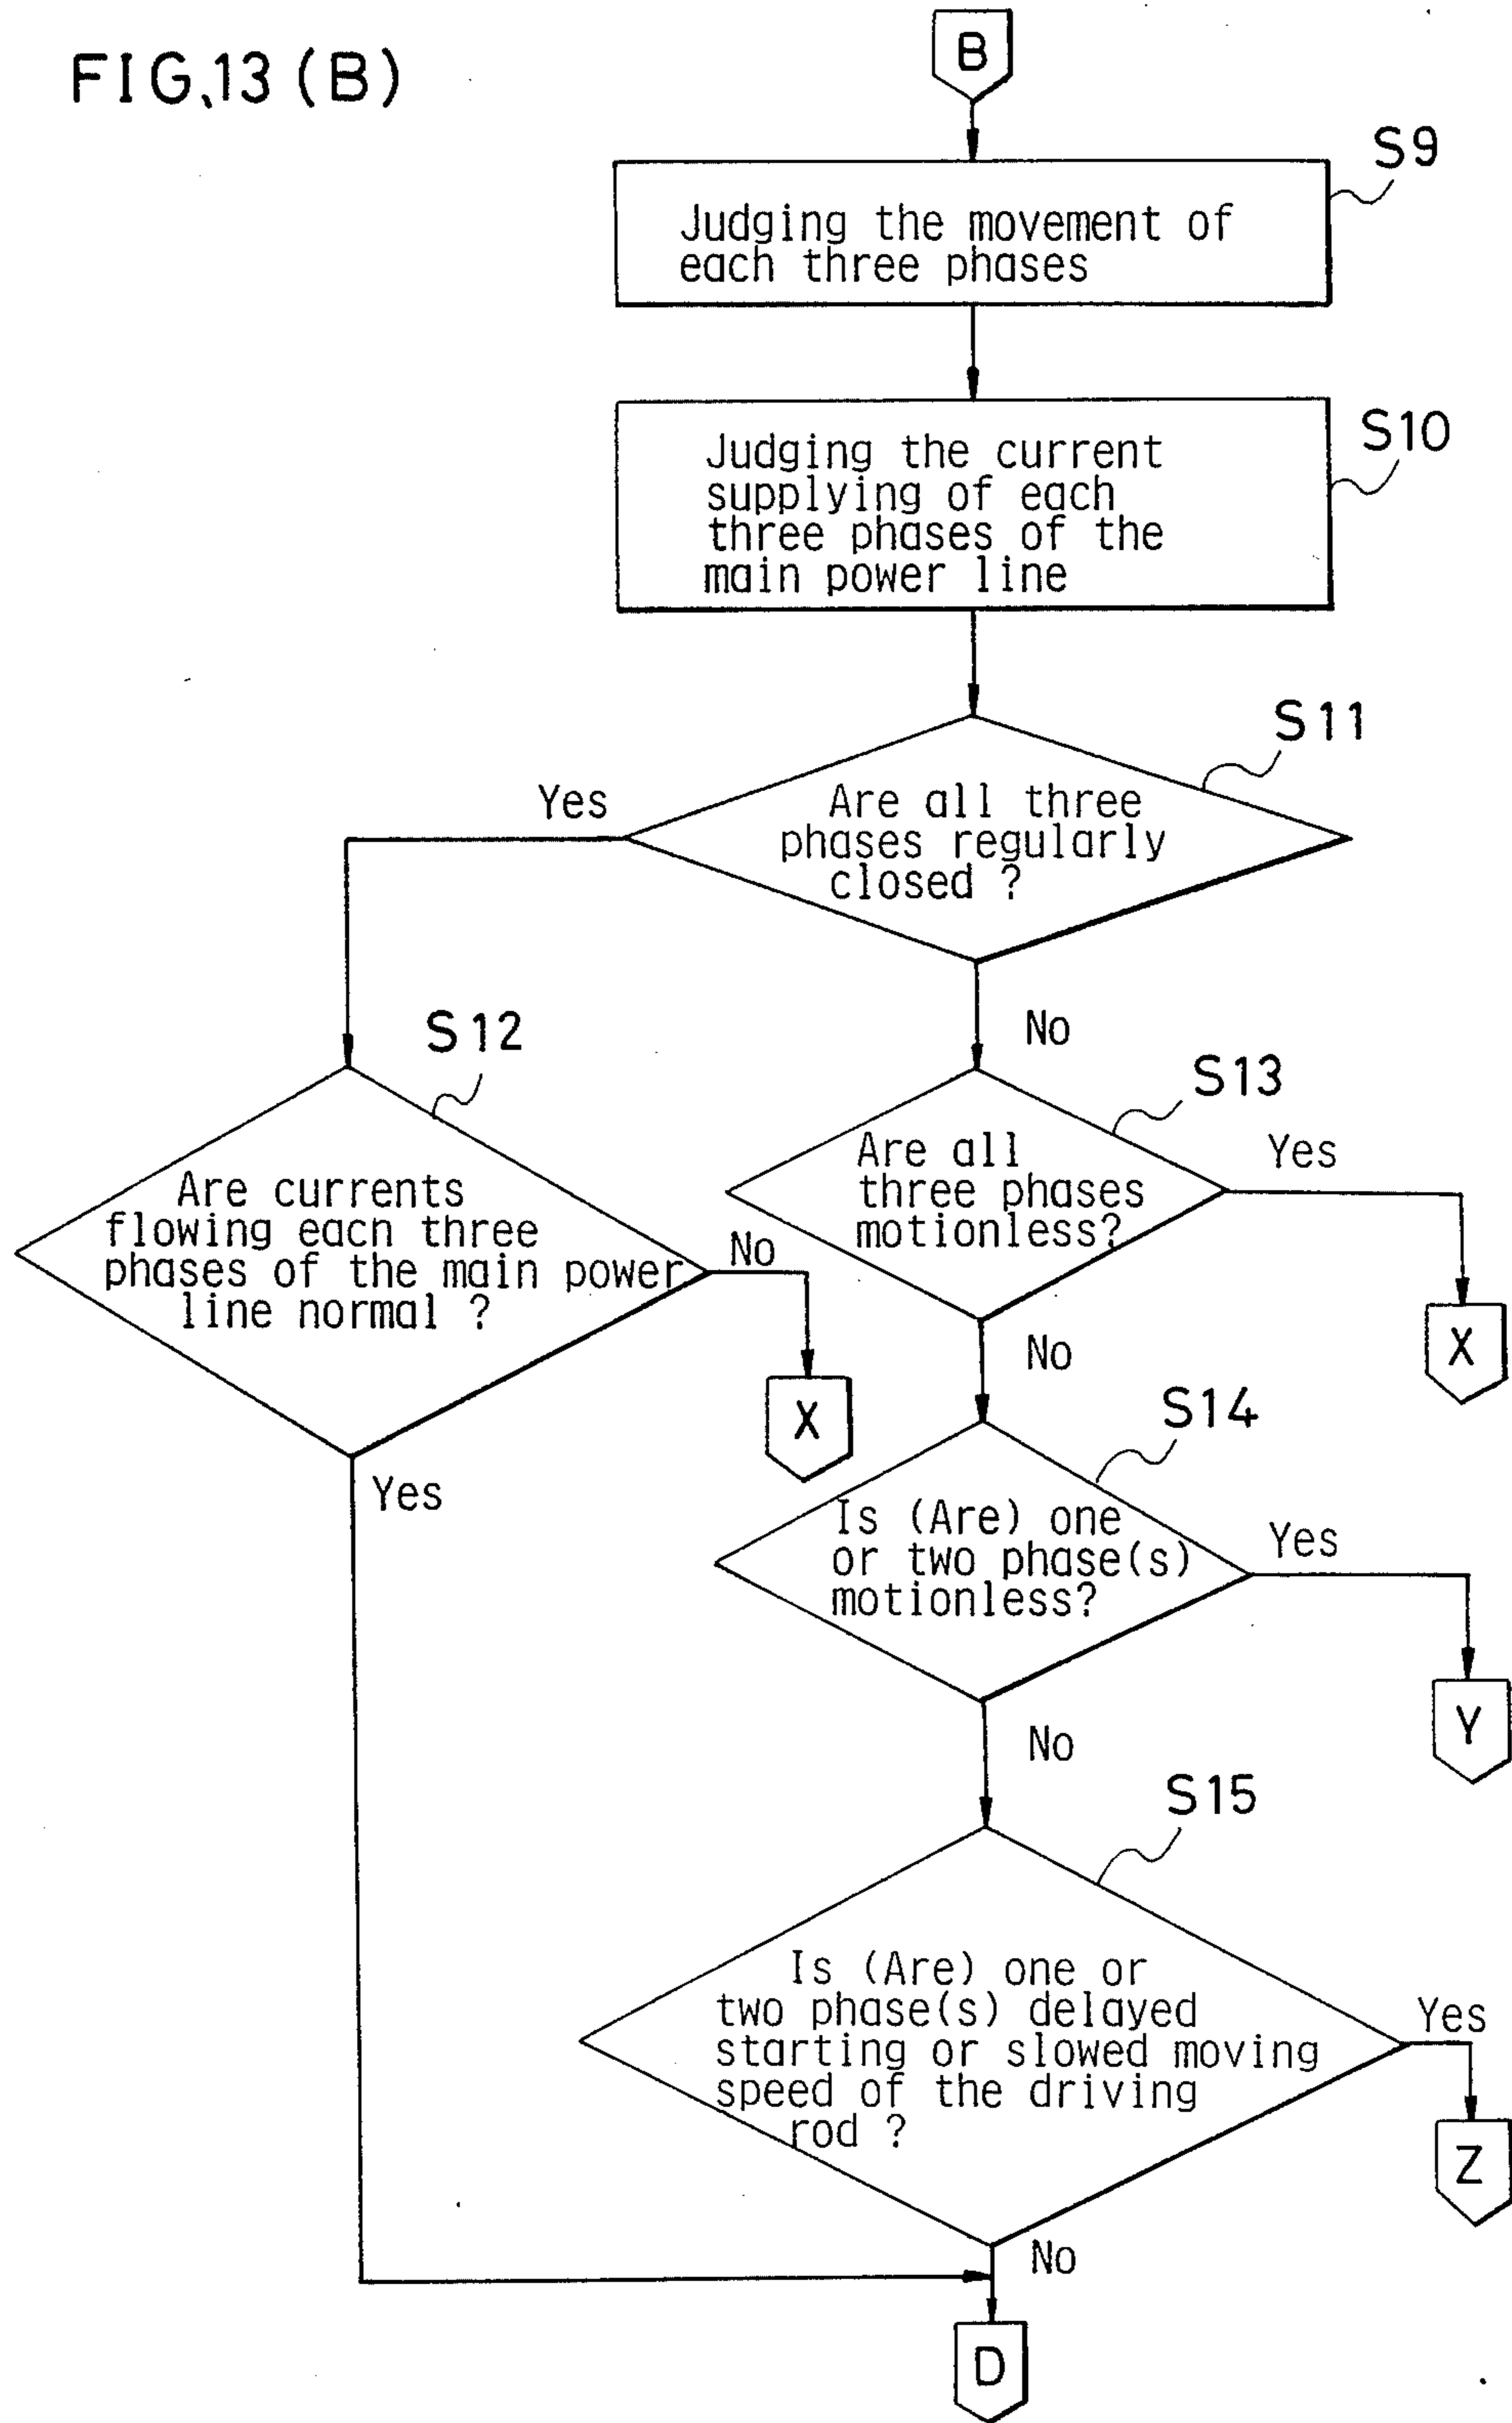 FIG.13 (B)
B
S9
Judging the movement of
each three phases
S10
Judging the current
supplying of each
three phases of the
main power line
S11
Are all three
phases regularly
closed ?
Yes
No
S12
Are currents
flowing each three
phases of the main power
line normal ?
No
X
Yes
S13
Are all
three phases
motionless?
Yes
X
No
S14
Is (Are) one
or two phase(s)
motionless?
Yes
Y
No
S15
Is (Are) one or
two phase(s) delayed
starting or slowed moving
speed of the driving
rod ?
Yes
Z
No
D